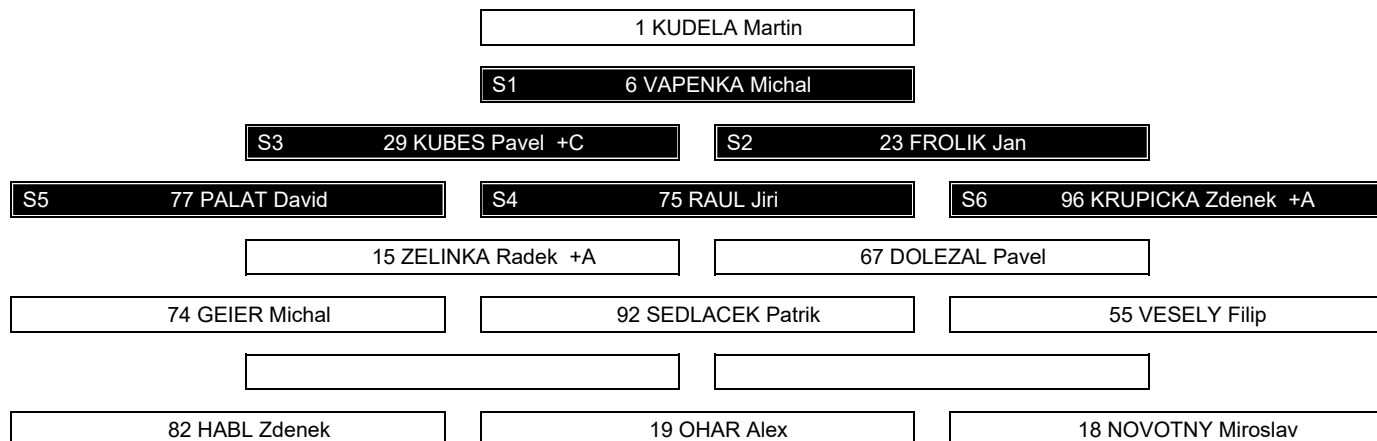 1 KUDELA Martin
S1 6 VAPENKA Michal
S3 29 KUBES Pavel +C S2 23 FROLIK Jan
S5 77 PALAT David S4 75 RAUL Jiri S6 96 KRUPICKA Zdenek +A
15 ZELINKA Radek +A 67 DOLEZAL Pavel
74 GEIER Michal 92 SEDLACEK Patrik 55 VESELY Filip
82 HABL Zdenek 19 OHAR Alex 18 NOVOTNY Miroslav